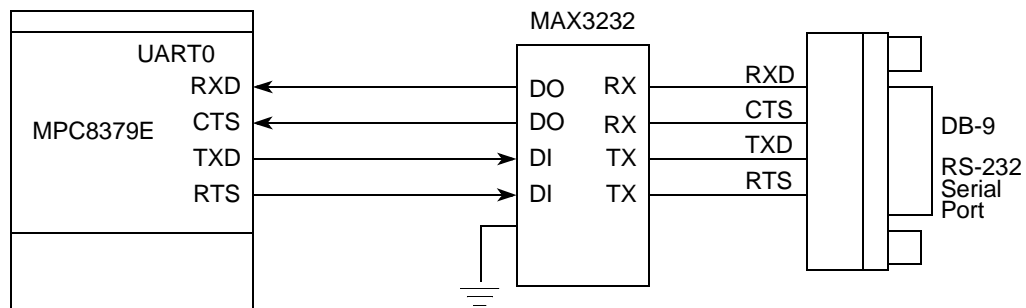 MAX3232
UART0
RXD
CTS
TXD
RTS
MPC8379E
DO
DO
DI
DI
RX
RX
TX
TX
RXD
CTS
TXD
RTS
DB-9
RS-232
Serial
Port